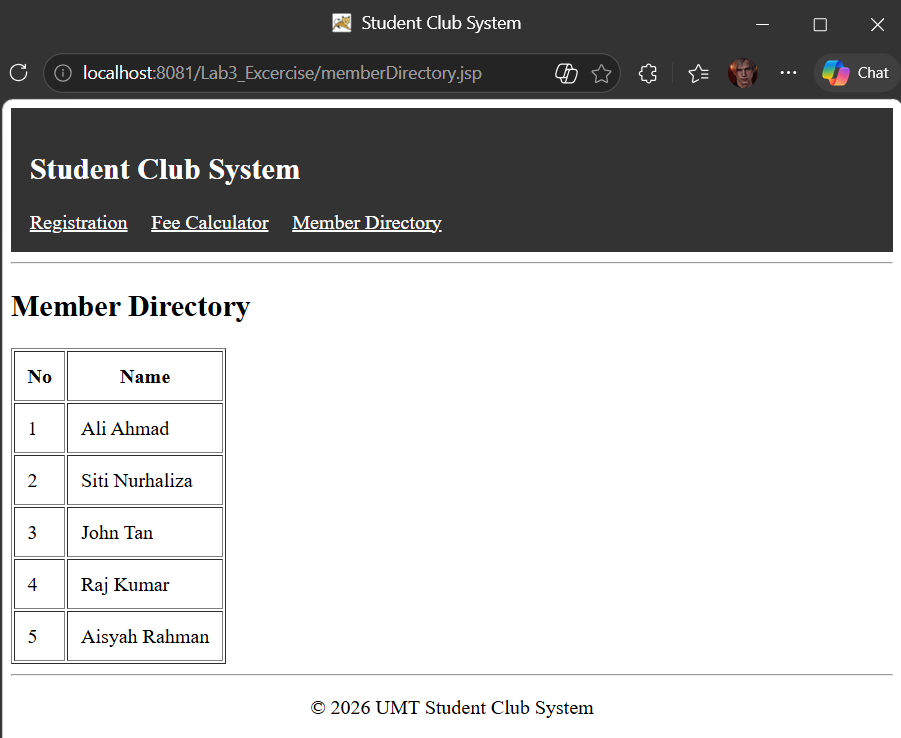 Student Club System
localhost:8081/Lab3_Excercise/memberDirectory.jsp
Chat
Student Club System
Registration Fee Calculator Member Directory
Member Directory
No Name
1 Ali Ahmad
2 Siti Nurhaliza
3 John Tan
4 Raj Kumar
5 Aisyah Rahman
© 2026 UMT Student Club System